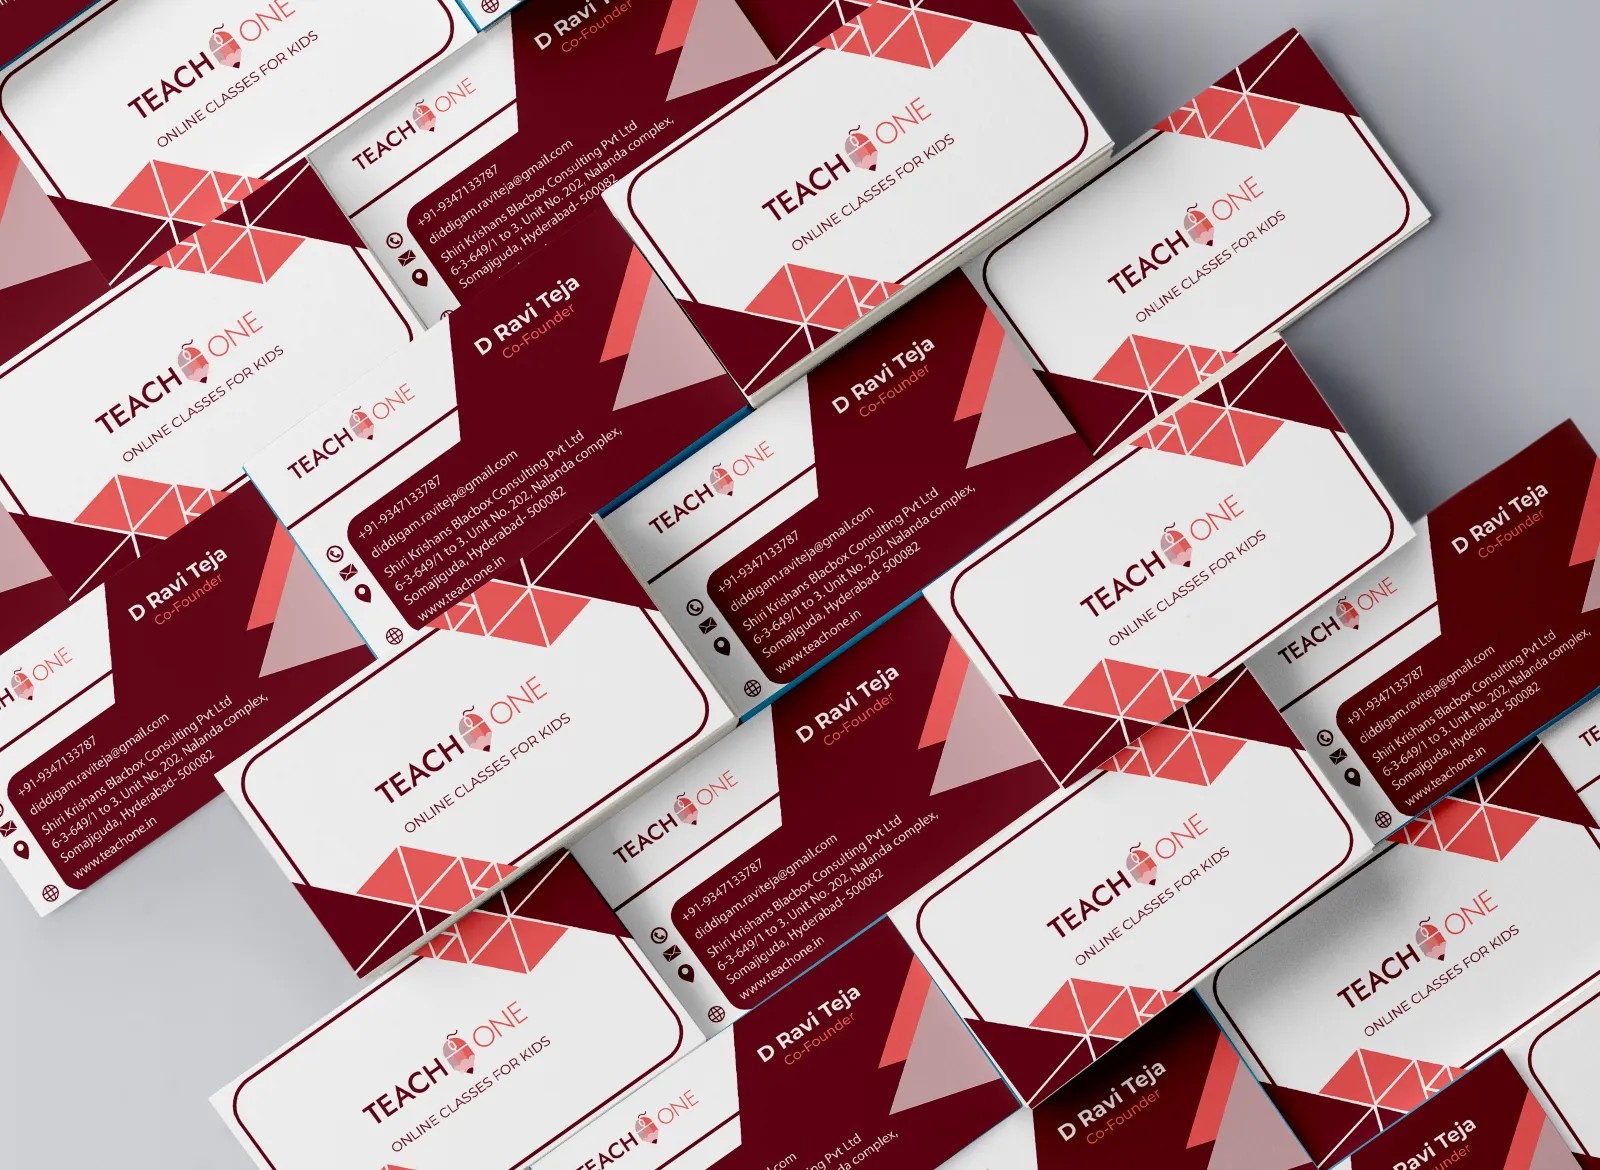 TEACH ONE
ONLINE CLASSES FOR KIDS
D Ravi Teja
Co-Founder
TEACH ONE
+91-9347133787
diddigam.raviteja@gmail.com
Shiri Krishans Blacbox Consulting Pvt Ltd
6-3-649/1 to 3. Unit No. 202, Nalanda complex,
Somajiguda, Hyderabad- 500082
www.teachone.in